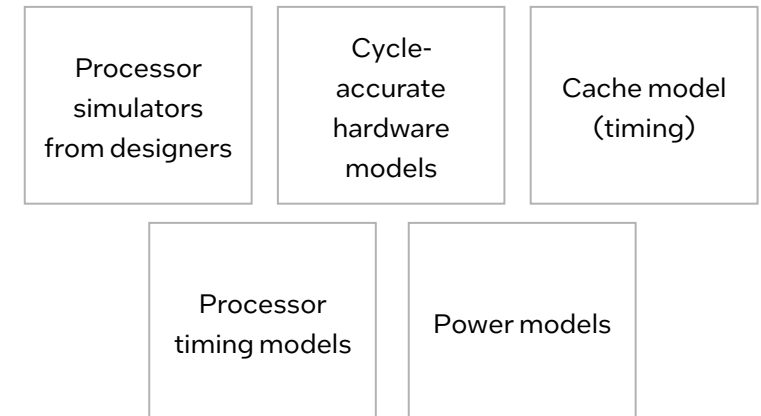 Processor
simulators
from designers
Cycle-
accurate
hardware
models
Cache model
(timing)
Processor
timing models
Power models